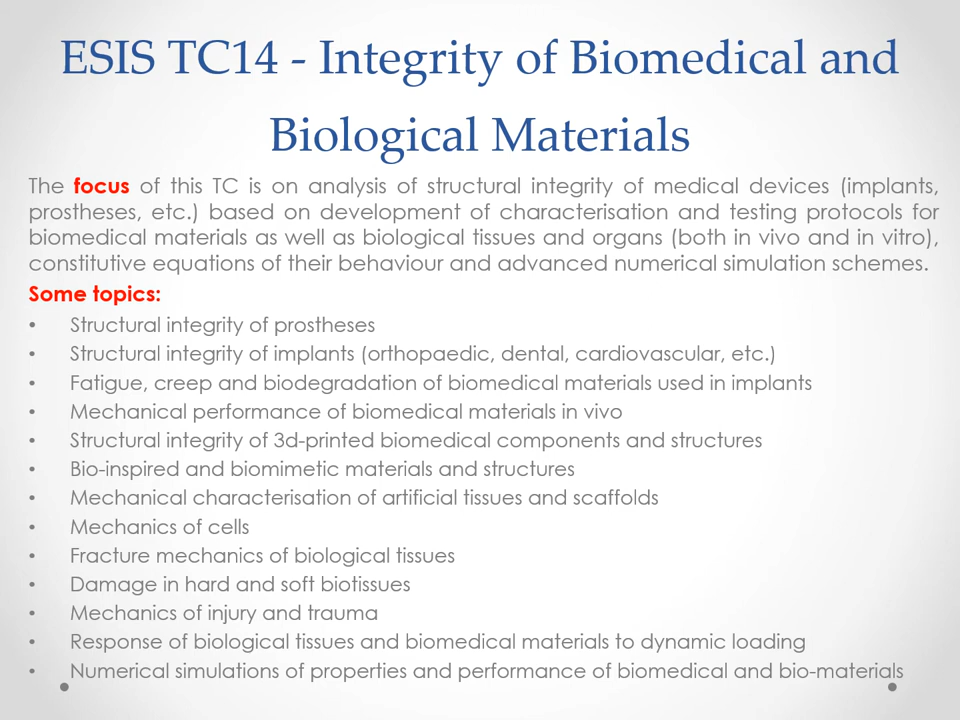 ESIS TC14 - Integrity of Biomedical and
Biological Materials
The focus of this TC is on analysis of structural integrity of medical devices (implants,
prostheses, etc.) based on development of characterisation and testing protocols for
biomedical materials as well as biological tissues and organs (both in vivo and in vitro),
constitutive equations of their behaviour and advanced numerical simulation schemes.
Some topics:
• Structural integrity of prostheses
• Structural integrity of implants (orthopaedic, dental, cardiovascular, etc.)
• Fatigue, creep and biodegradation of biomedical materials used in implants
• Mechanical performance of biomedical materials in vivo
• Structural integrity of 3d-printed biomedical components and structures
• Bio-inspired and biomimetic materials and structures
• Mechanical characterisation of artificial tissues and scaffolds
• Mechanics of cells
• Fracture mechanics of biological tissues
• Damage in hard and soft biotissues
• Mechanics of injury and trauma
• Response of biological tissues and biomedical materials to dynamic loading
• Numerical simulations of properties and performance of biomedical and bio-materials